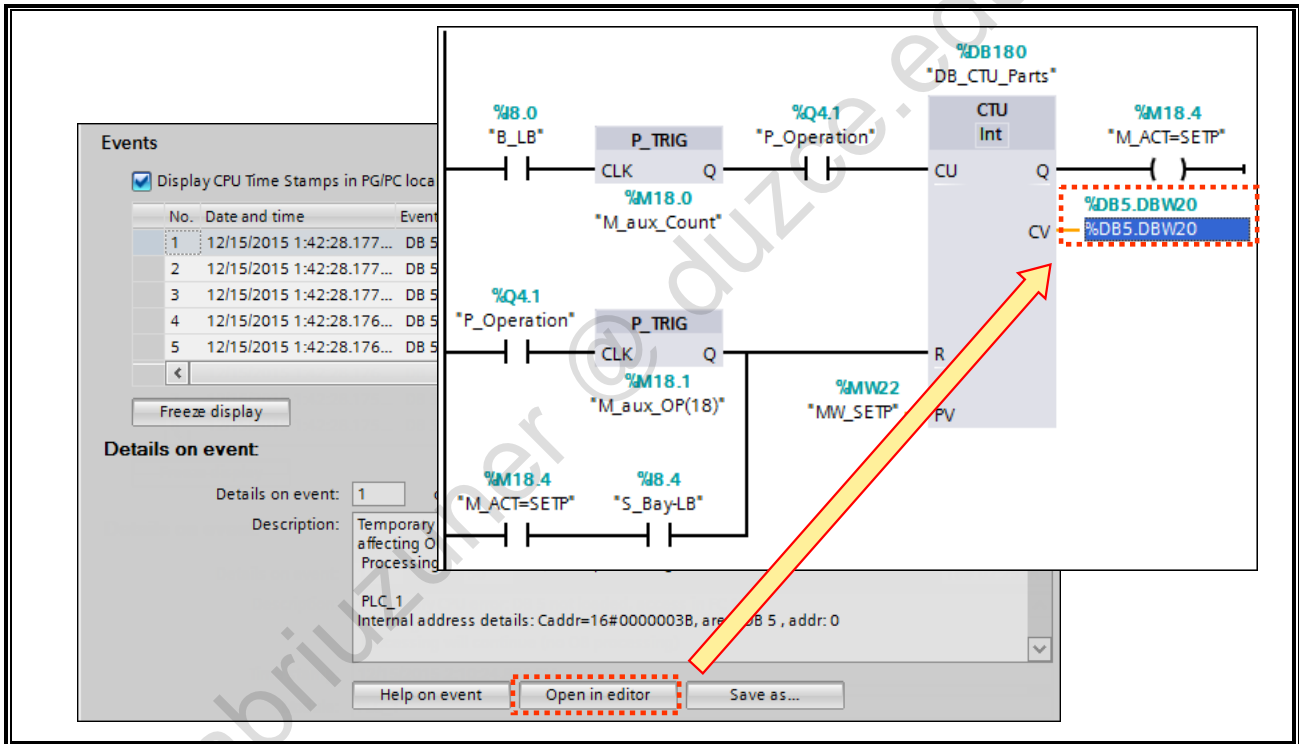 Events
Display CPU Time Stamps in PG/PC loca
No. Date and time Event
1 12/15/2015 1:42:28.177... DB 5
2 12/15/2015 1:42:28.177... DB 5
3 12/15/2015 1:42:28.177... DB 5
4 12/15/2015 1:42:28.176... DB 5
5 12/15/2015 1:42:28.176... DB 5
Freeze display
Details on event:
Details on event: 1
Description: Temporary
affecting O
Processing
PLC_1
Internal address details: Caddr=16#0000003B, area DB 5 , addr: 0
Help on event Open in editor Save as...
%DB180
"DB_CTU_Parts"
%I8.0 %Q4.1 CTU %M18.4
"B_LB" P_TRIG "P_Operation" Int "M_ACT=SETP"
CLK Q CU Q
%M18.0 %DB5.DBW20
"M_aux_Count" CV %DB5.DBW20
%Q4.1
"P_Operation" P_TRIG
CLK Q R
%M18.1 %MW22
"M_aux_OP(18)" "MW_SETP" PV
%M18.4 %I8.4
"M_ACT=SETP" "S_Bay-LB"